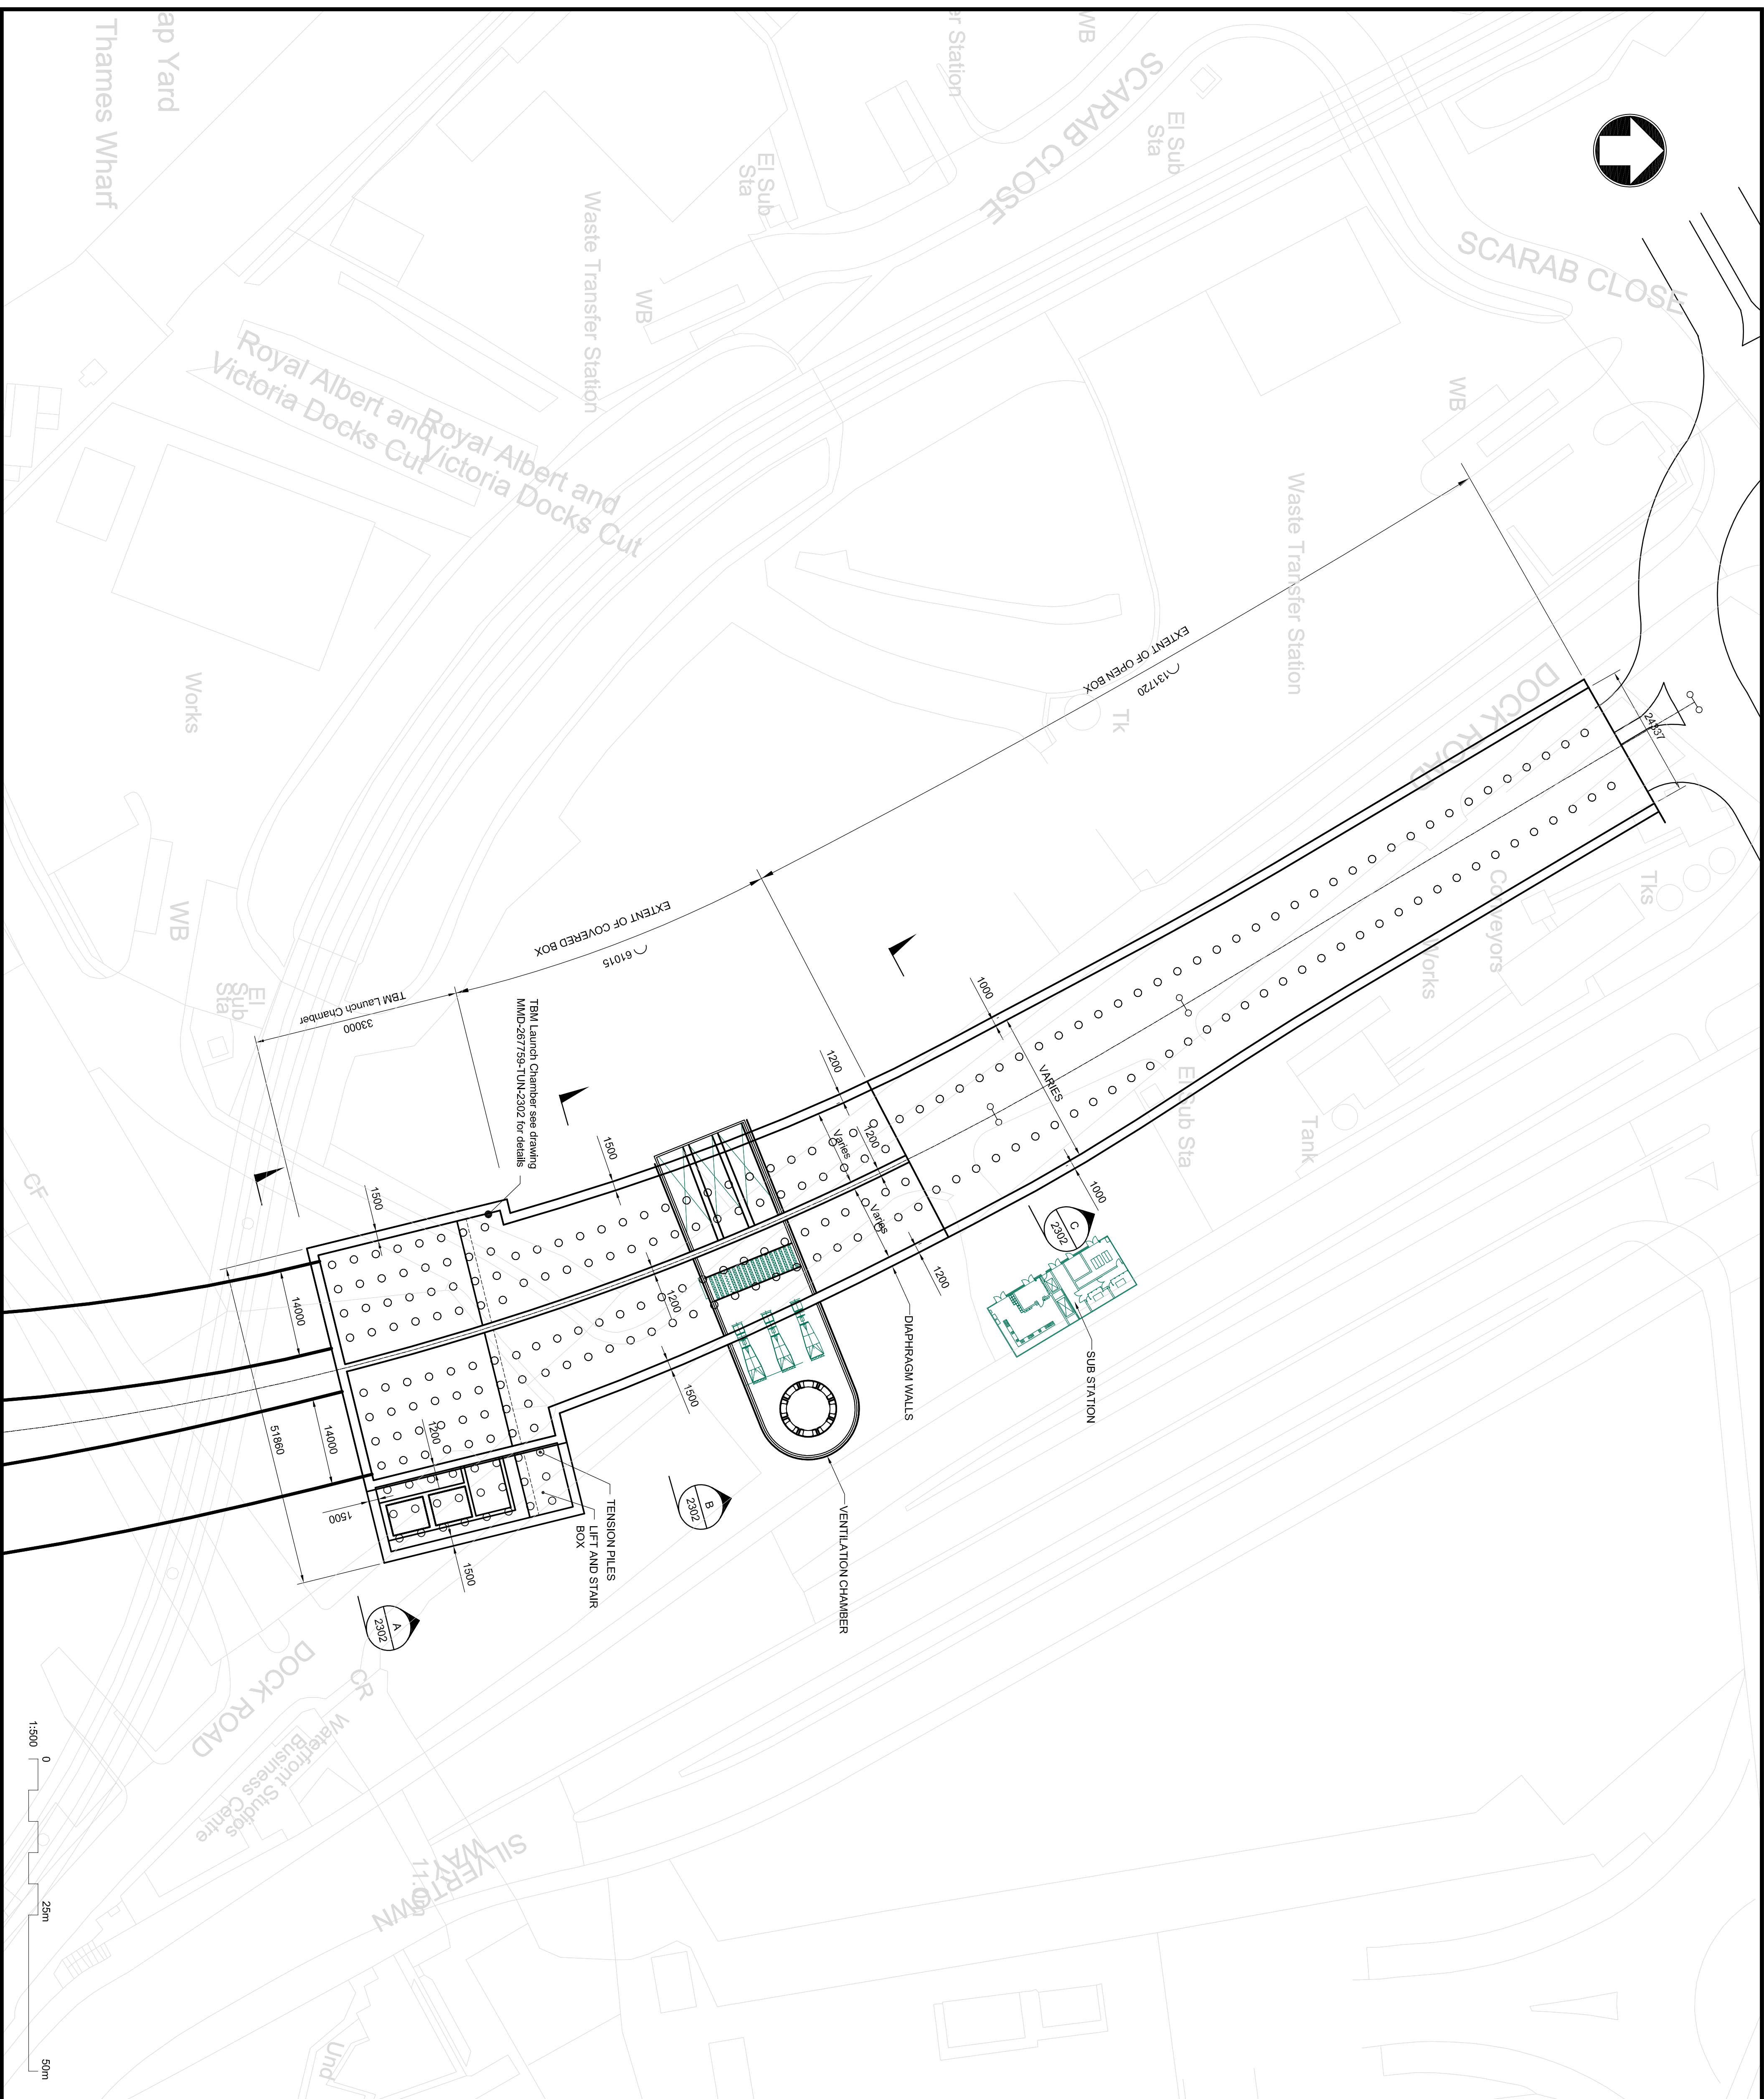 ap Yard
Thames Wharf
er Station
WB
SCARAB CLOSE
El Sub
Sta
El Sub
Sta
Waste Transfer Station
WB
SCARAB CLOSE
WB
Royal Albert and
Victoria Docks Cut
Royal Albert and
Victoria Docks Cut
Waste Transfer Station
EXTENT OF OPEN BOX
131720
Tk
DOCK ROAD
24337
Works
WB
El
Sub
Sta
EXTENT OF COVERED BOX
61015
TBM Launch Chamber
33000
TBM Launch Chamber see drawing
MMD-267759-TUN-2302 for details
Tks
Conveyors
Works
1000
VARIES
1000
El Sub Sta
Tank
1200
Varies
1200
Varies
1200
1500
1500
1200
1500
C
2302
SUB STATION
DIAPHRAGM WALLS
VENTILATION CHAMBER
14000
14000
51860
1200
1500
1500
TENSION PILES
LIFT AND STAIR
BOX
B
2302
A
2302
CF
CR
DOCK ROAD
Waterfront Studios
Business Centre
SILVERTOWN
WAY
Und
1:500
0
25m
50m